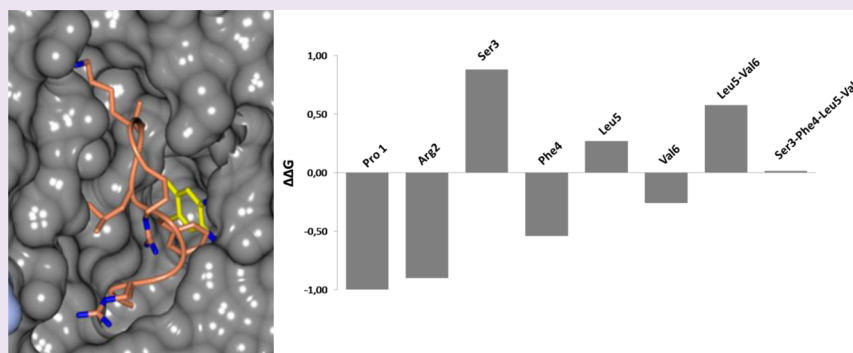 1,00
0,50
0,00
-0,50
-1,00
ΔΔG
Pro 1
Arg2
Ser3
Phe4
Leu5
Val6
Leu5-Val6
Ser3-Phe4-Leu5-Val